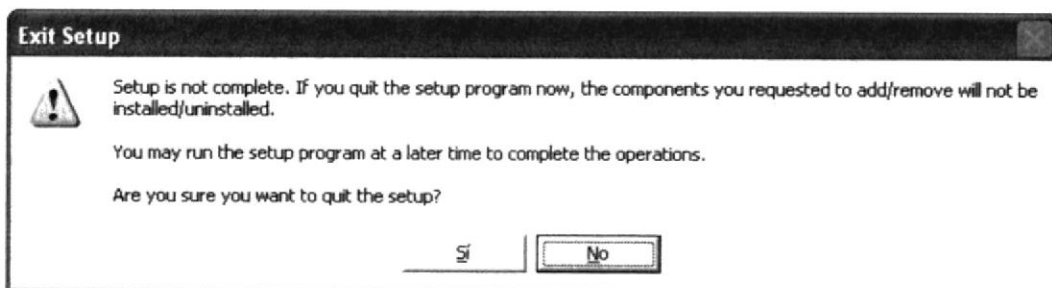 Exit Setup
Setup is not complete. If you quit the setup program now, the components you requested to add/remove will not be
installed/uninstalled.
You may run the setup program at a later time to complete the operations.
Are you sure you want to quit the setup?
Sí
No